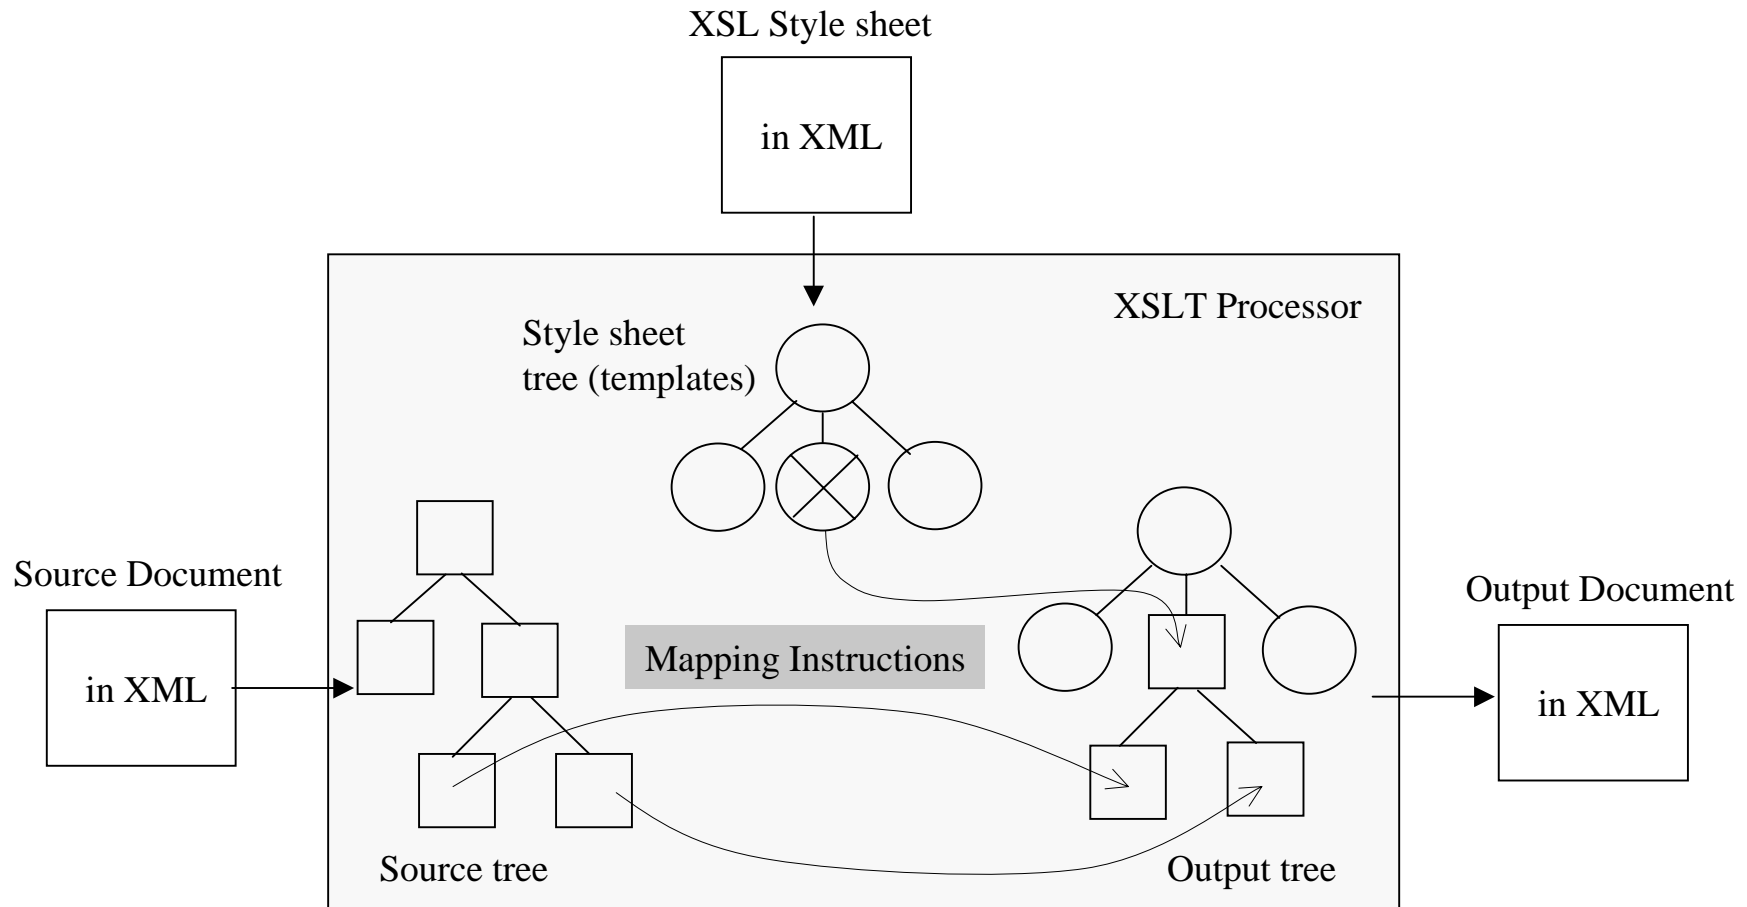 XSL Style sheet
in XML
XSLT Processor
Style sheet
tree (templates)
Source Document
in XML
Mapping Instructions
Output Document
in XML
Source tree
Output tree